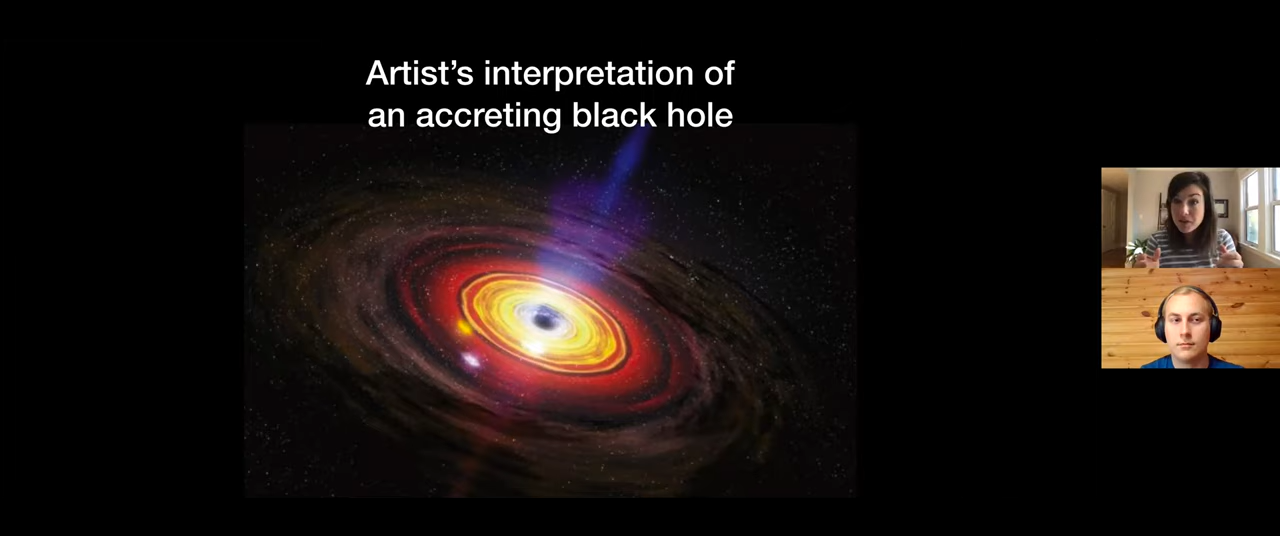 Artist’s interpretation of
an accreting black hole